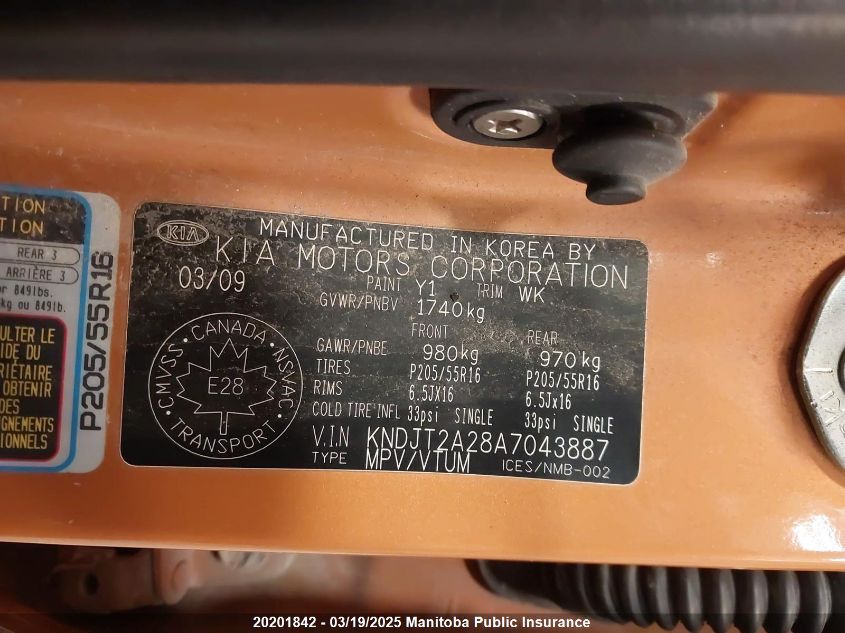 TION
TION
REAR 3
ARRIÈRE 3
or 849lbs.
kg ou 849lb.
SULTER LE
IDE DU
RIÉTAIRE
OBTENIR
DES
IGNEMENTS
IONNELS
P205/55R16
KIA
MANUFACTURED IN KOREA BY
KIA MOTORS CORPORATION
03/09 PAINT Y1 TRIM WK
GVWR/PNBV 1740kg
FRONT REAR
GAWR/PNBE 980kg 970kg
TIRES P205/55R16 P205/55R16
RIMS 6.5Jx16 6.5Jx16
COLD TIRE INFL 33psi SINGLE 33psi SINGLE
V.I.N KNDJT2A28A7043887
TYPE MPV/VTUM ICES/NMB-002
CANADA
CMVSS NSVAC
E28
TRANSPORT
20201842 - 03/19/2025 Manitoba Public Insurance